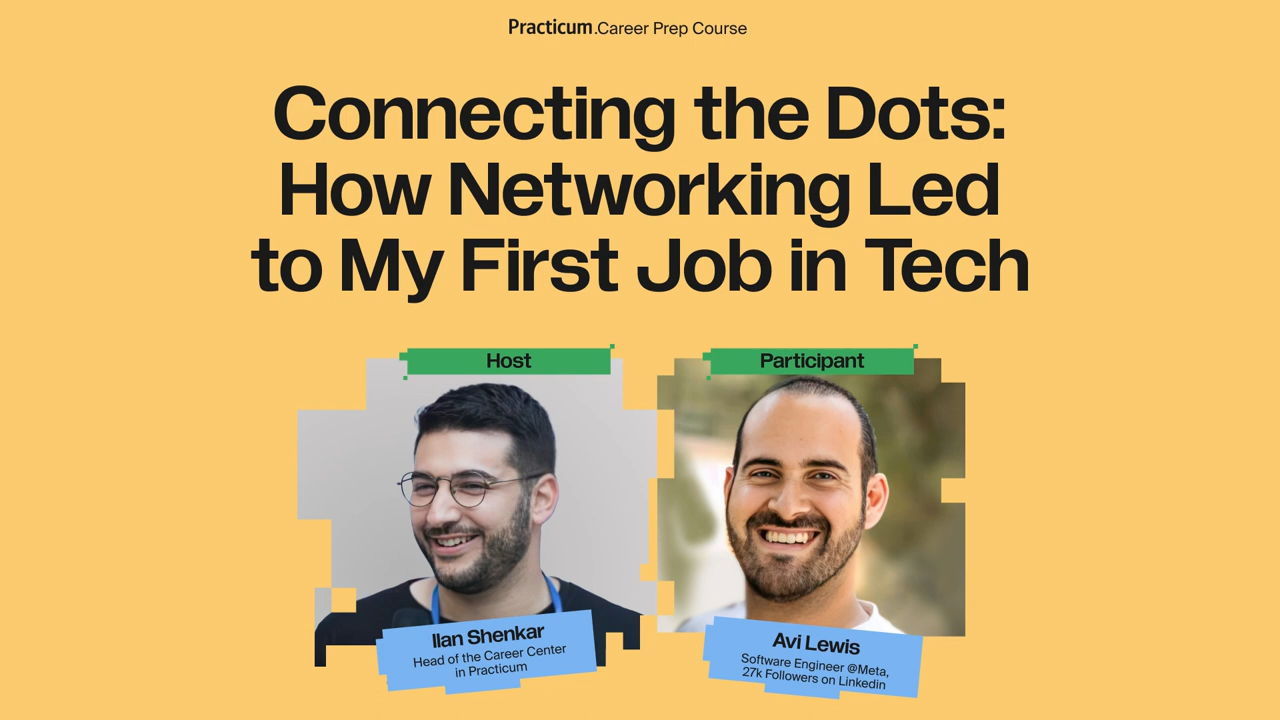 Practicum.Career Prep Course
Connecting the Dots:
How Networking Led
to My First Job in Tech
Host
Participant
Ilan Shenkar
Head of the Career Center
in Practicum
Avi Lewis
Software Engineer @Meta,
27k Followers on Linkedin